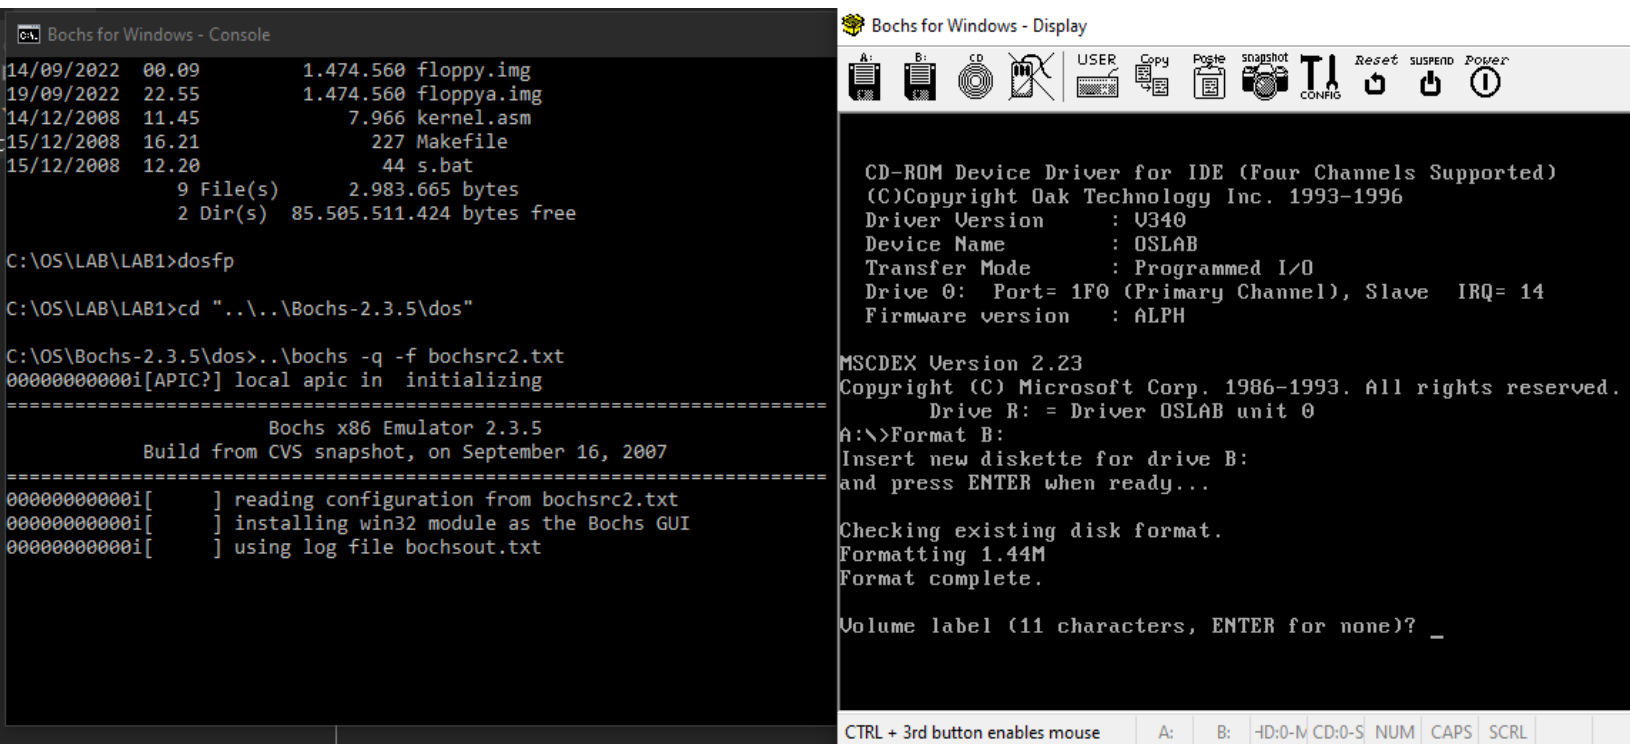 Bochs for Windows - Console
14/09/2022  00.09         1.474.560 floppy.img
19/09/2022  22.55         1.474.560 floppya.img
14/12/2008  11.45             7.966 kernel.asm
15/12/2008  16.21               227 Makefile
15/12/2008  12.20                44 s.bat
9 File(s)      2.983.665 bytes
2 Dir(s)  85.505.511.424 bytes free
C:\OS\LAB\LAB1>dosfp
C:\OS\LAB\LAB1>cd "..\..\Bochs-2.3.5\dos"
C:\OS\Bochs-2.3.5\dos>..\bochs -q -f bochsrc2.txt
00000000000i[APIC?] local apic in  initializing
========================================================================
Bochs x86 Emulator 2.3.5
Build from CVS snapshot, on September 16, 2007
========================================================================
00000000000i[     ] reading configuration from bochsrc2.txt
00000000000i[     ] installing win32 module as the Bochs GUI
00000000000i[     ] using log file bochsout.txt
Bochs for Windows - Display
A: B: CD USER Copy Paste snapshot CONFIG Reset SUSPEND Power
CD-ROM Device Driver for IDE (Four Channels Supported)
(C)Copyright Oak Technology Inc. 1993-1996
Driver Version      : V340
Device Name         : OSLAB
Transfer Mode       : Programmed I/O
Drive 0:  Port= 1F0 (Primary Channel), Slave  IRQ= 14
Firmware version    : ALPH
MSCDEX Version 2.23
Copyright (C) Microsoft Corp. 1986-1993. All rights reserved.
Drive R: = Driver OSLAB unit 0
A:\>Format B:
Insert new diskette for drive B:
and press ENTER when ready...
Checking existing disk format.
Formatting 1.44M
Format complete.
Volume label (11 characters, ENTER for none)? _
CTRL + 3rd button enables mouse A: B: HD:0-M CD:0-S NUM CAPS SCRL